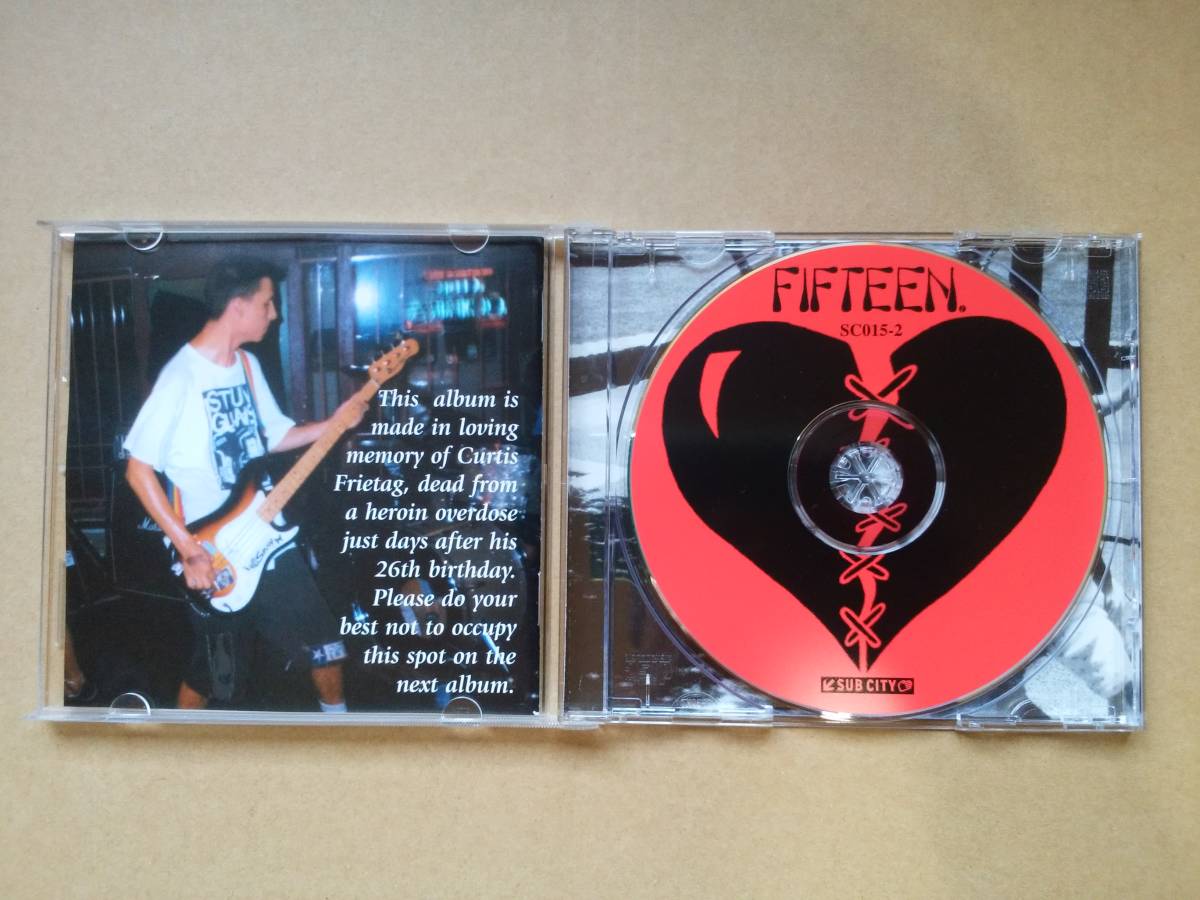 This album is
made in loving
memory of Curtis
Frietag, dead from
a heroin overdose
just days after his
26th birthday.
Please do your
best not to occupy
this spot on the
next album.
FIFTEEN.
SC015-2
SUB CITY